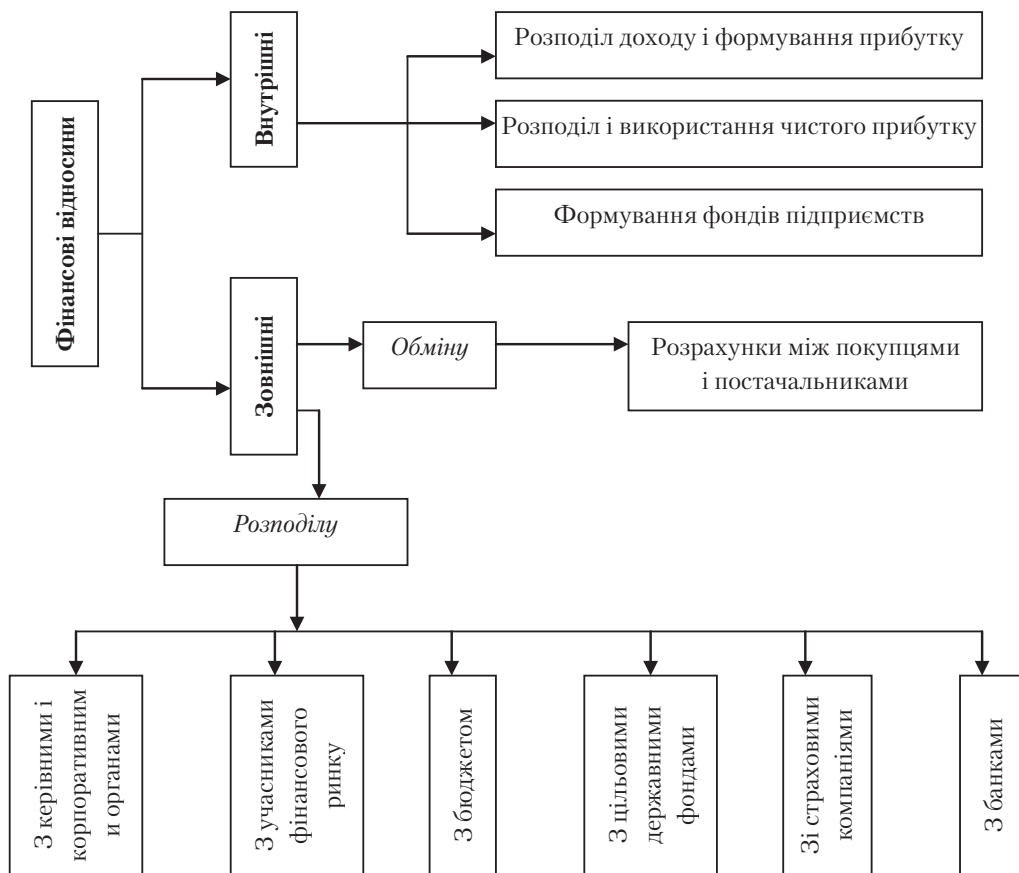 Фінансові відносини
Внутрішні
Розподіл доходу і формування прибутку
Розподіл і використання чистого прибутку
Формування фондів підприємств
Зовнішні
Обміну
Розрахунки між покупцями
і постачальниками
Розподілу
З керівними і
корпоративним
и органами
З учасниками
фінансового
ринку
З бюджетом
З цільовими
державними
фондами
Зі страховими
компаніями
З банками